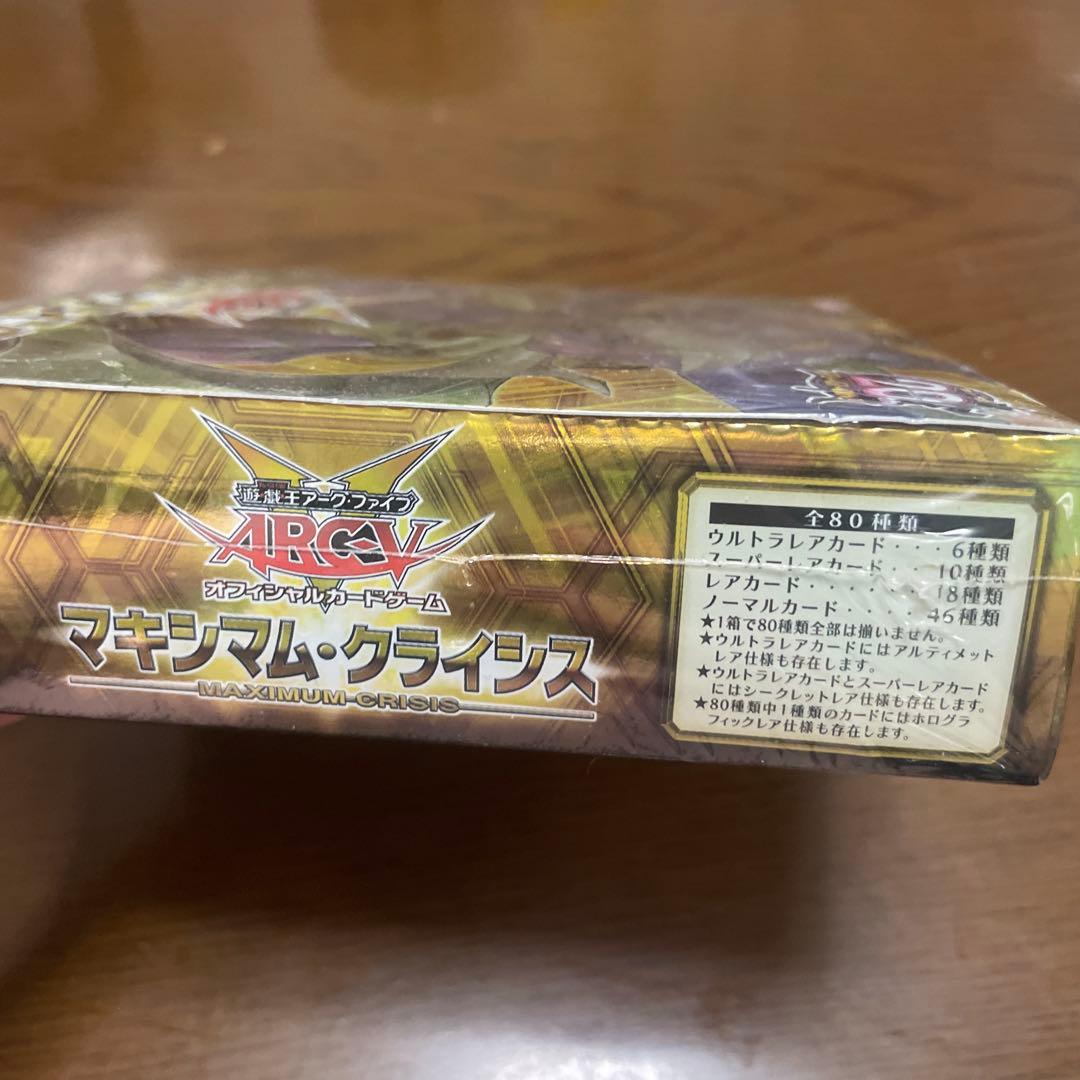 遊戯王アーク・ファイブ
ARC-V
オフィシャルカードゲーム
マキシマム・クライシス
MAXIMUM CRISIS
全80種類
ウルトラレアカード・・・6種類
スーパーレアカード・・10種類
レアカード・・・・・・18種類
ノーマルカード・・・・46種類
★1箱で80種類全部は揃いません。
★ウルトラレアカードにはアルティメット
レア仕様も存在します。
★ウルトラレアカードとスーパーレアカード
にはシークレットレア仕様も存在します。
★80種類中1種類のカードにはホログラ
フィックレア仕様も存在します。